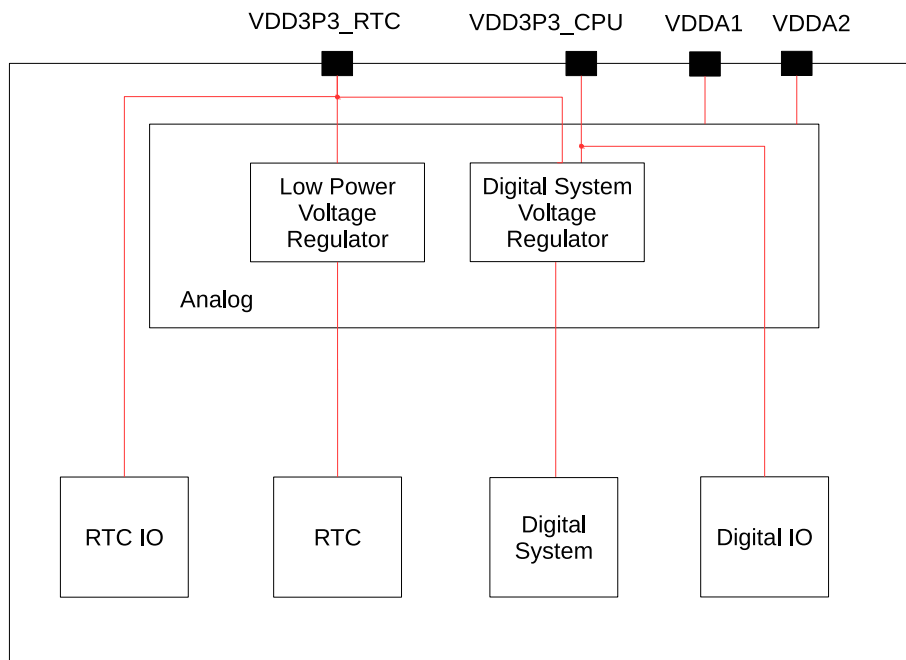 VDD3P3_RTC
VDD3P3_CPU
VDDA1
VDDA2
Low Power
Voltage
Regulator
Digital System
Voltage
Regulator
Analog
RTC IO
RTC
Digital
System
Digital IO